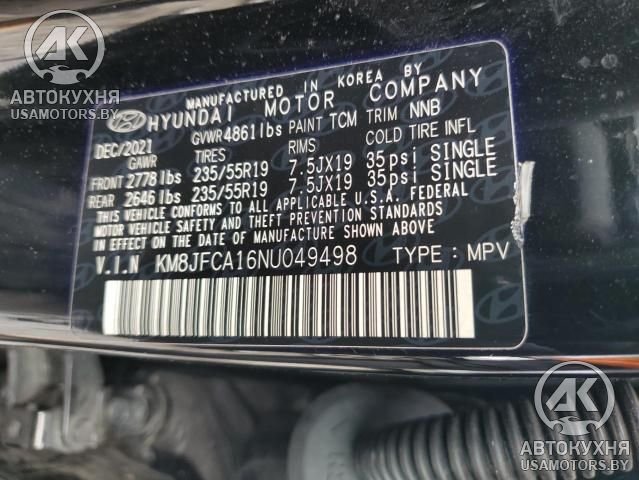 AK
АВТОКУХНЯ
USAMOTORS.BY
MANUFACTURED IN KOREA BY
HYUNDAI MOTOR COMPANY
DEC/2021 GVWR4861lbs PAINT TCM TRIM NNB
GAWR TIRES RIMS COLD TIRE INFL
FRONT 2778lbs 235/55R19 7.5JX19 35psi SINGLE
REAR 2646lbs 235/55R19 7.5JX19 35psi SINGLE
THIS VEHICLE CONFORMS TO ALL APPLICABLE U.S.A. FEDERAL
MOTOR VEHICLE SAFETY AND THEFT PREVENTION STANDARDS
IN EFFECT ON THE DATE OF MANUFACTURE SHOWN ABOVE.
V.I.N KM8JFCA16NU049498 TYPE : MPV
AK
АВТОКУХНЯ
USAMOTORS.BY